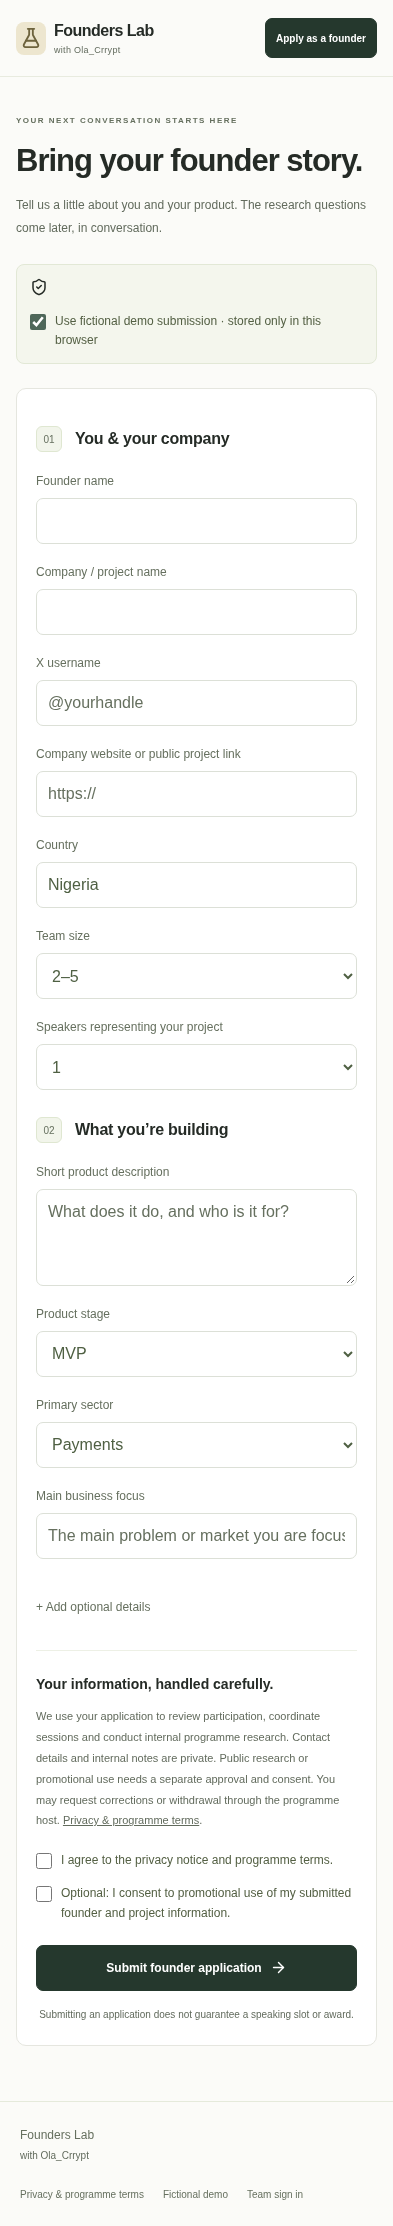 Founders Lab
with Ola_Crrypt
Apply as a founder
YOUR NEXT CONVERSATION STARTS HERE
Bring your founder story.
Tell us a little about you and your product. The research questions
come later, in conversation.
Use fictional demo submission · stored only in this
browser
01 You & your company
Founder name
Company / project name
X username
@yourhandle
Company website or public project link
https://
Country
Nigeria
Team size
2–5
Speakers representing your project
1
02 What you’re building
Short product description
What does it do, and who is it for?
Product stage
MVP
Primary sector
Payments
Main business focus
The main problem or market you are focus
+ Add optional details
Your information, handled carefully.
We use your application to review participation, coordinate
sessions and conduct internal programme research. Contact
details and internal notes are private. Public research or
promotional use needs a separate approval and consent. You
may request corrections or withdrawal through the programme
host. Privacy & programme terms.
I agree to the privacy notice and programme terms.
Optional: I consent to promotional use of my submitted
founder and project information.
Submit founder application →
Submitting an application does not guarantee a speaking slot or award.
Founders Lab
with Ola_Crrypt
Privacy & programme terms Fictional demo Team sign in